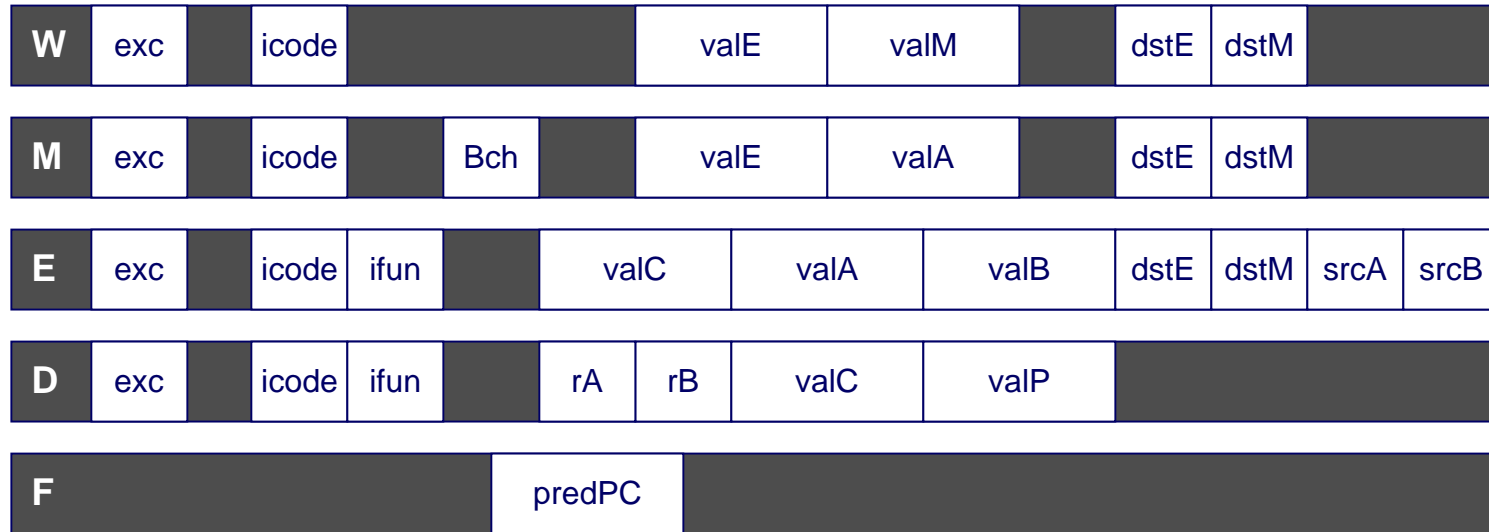 W exc icode valE valM dstE dstM
M exc icode Bch valE valA dstE dstM
E exc icode ifun valC valA valB dstE dstM srcA srcB
D exc icode ifun rA rB valC valP
F predPC